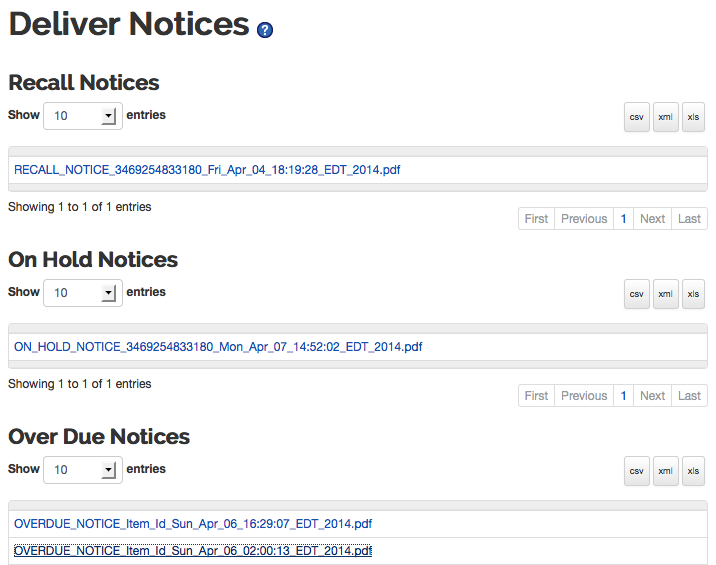 Deliver Notices ?
Recall Notices
Show 10 entries csv xml xls
RECALL_NOTICE_3469254833180_Fri_Apr_04_18:19:28_EDT_2014.pdf
Showing 1 to 1 of 1 entries
First Previous 1 Next Last
On Hold Notices
Show 10 entries csv xml xls
ON_HOLD_NOTICE_3469254833180_Mon_Apr_07_14:52:02_EDT_2014.pdf
Showing 1 to 1 of 1 entries
First Previous 1 Next Last
Over Due Notices
Show 10 entries csv xml xls
OVERDUE_NOTICE_Item_Id_Sun_Apr_06_16:29:07_EDT_2014.pdf
OVERDUE_NOTICE_Item_Id_Sun_Apr_06_02:00:13_EDT_2014.pdf